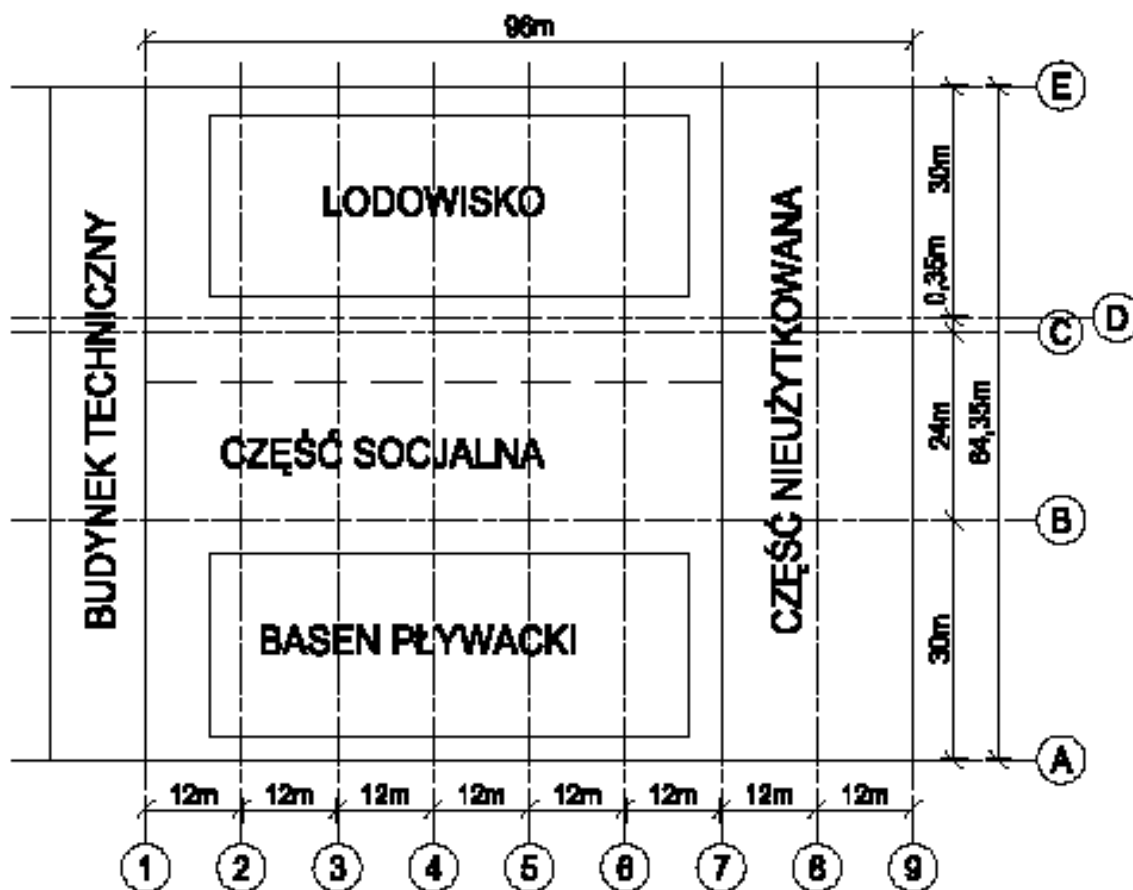 96m
E
LODOWISKO
30m
BUDYNEK TECHNICZNY
CZĘŚĆ NIEUŻYTKOWANA
0,35m
D
C
24m
84,35m
CZĘŚĆ SOCJALNA
B
BASEN PŁYWACKI
30m
A
12m 12m 12m 12m 12m 12m 12m 12m
1 2 3 4 5 6 7 8 9